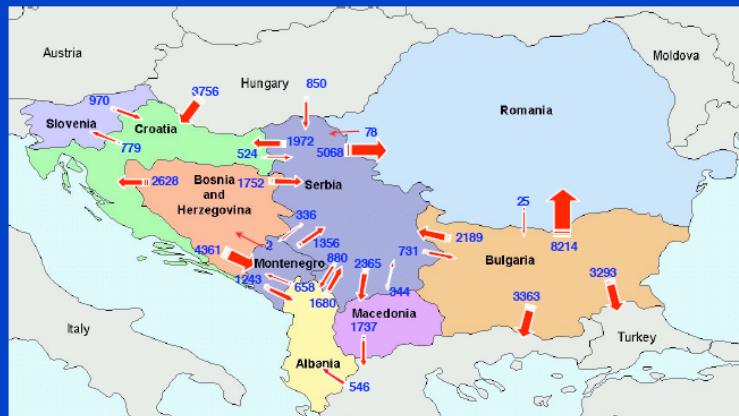 Austria
Moldova
Hungary
850
3756
970
Romania
Slovenia
Croatia
78
1972
779
524
5068
Bosnia
and
Herzegovina
2628
1752
Serbia
25
336
2
2189
1356
731
8214
4361
Montenegro
880
2365
Bulgaria
1243
658
344
3293
1680
3363
Macedonia
1737
Italy
Turkey
Albania
546